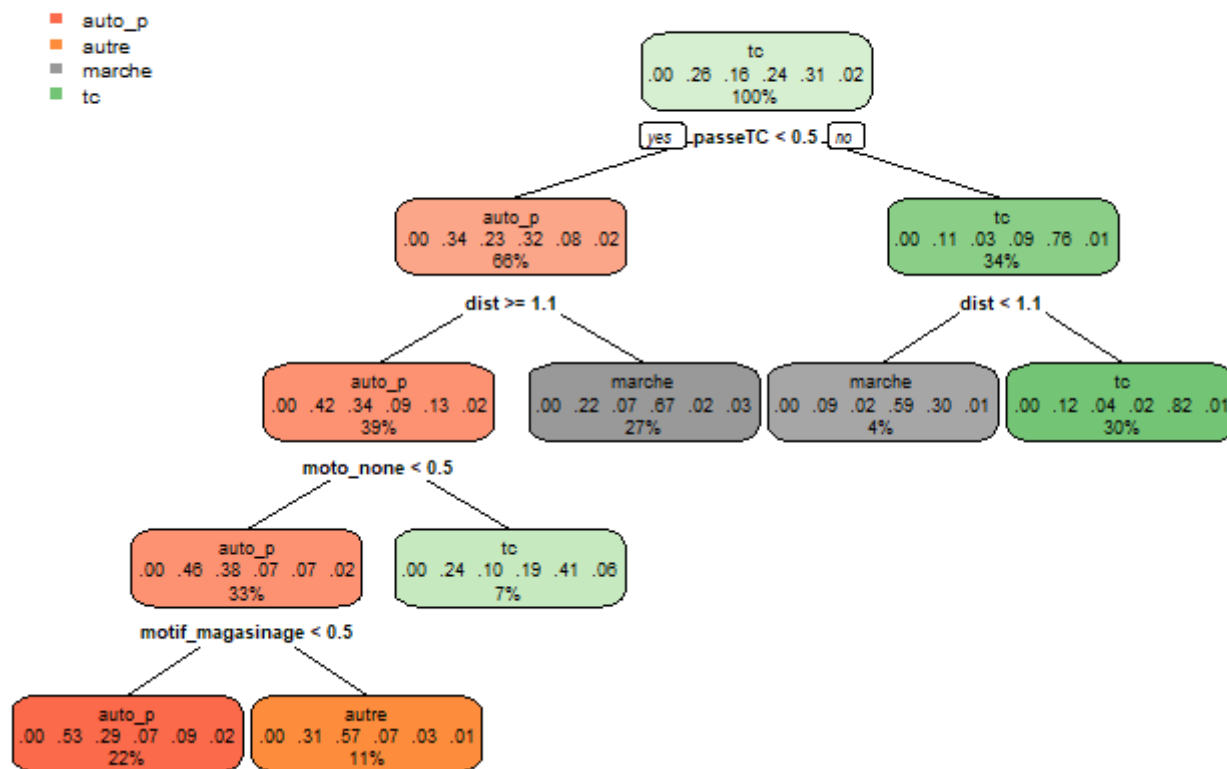 auto_p
autre
marche
tc
tc
.00 .26 .16 .24 .31 .02
100%
yes passeTC < 0.5 no
auto_p
.00 .34 .23 .32 .08 .02
66%
tc
.00 .11 .03 .09 .76 .01
34%
dist >= 1.1
dist < 1.1
auto_p
.00 .42 .34 .09 .13 .02
39%
marche
.00 .22 .07 .67 .02 .03
27%
marche
.00 .09 .02 .59 .30 .01
4%
tc
.00 .12 .04 .02 .82 .01
30%
moto_none < 0.5
auto_p
.00 .46 .38 .07 .07 .02
33%
tc
.00 .24 .10 .19 .41 .06
7%
motif_magasinage < 0.5
auto_p
.00 .53 .29 .07 .09 .02
22%
autre
.00 .31 .57 .07 .03 .01
11%